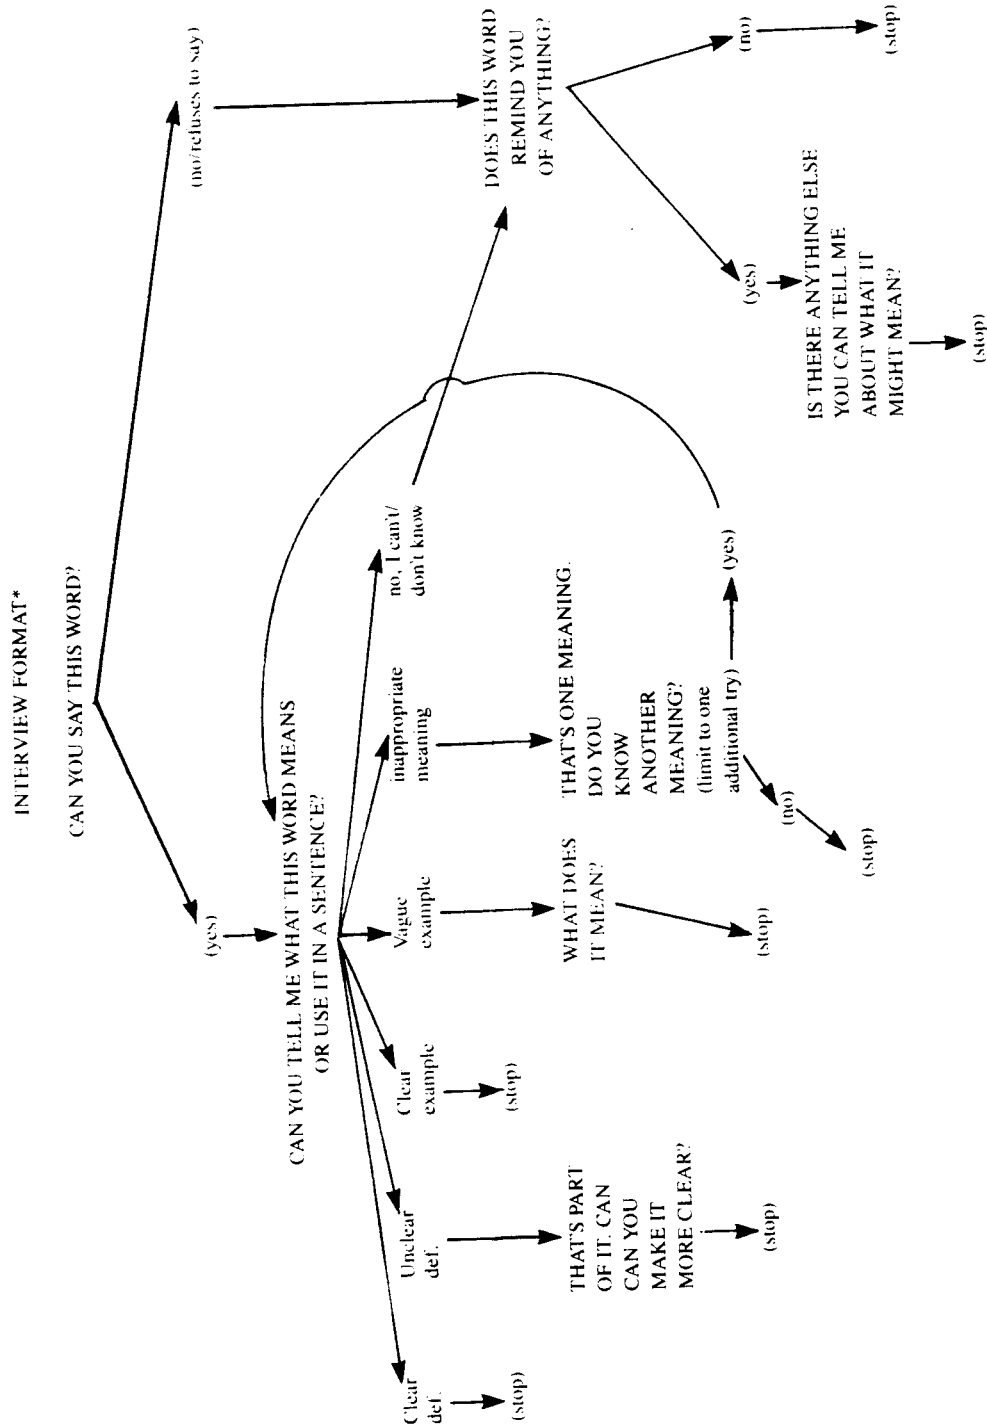 INTERVIEW FORMAT*
CAN YOU SAY THIS WORD?
(yes)
(no/refuses to say)
CAN YOU TELL ME WHAT THIS WORD MEANS
OR USE IT IN A SENTENCE?
Clear
def.
(stop)
Unclear
def.
THAT'S PART
OF IT. CAN
CAN YOU
MAKE IT
MORE CLEAR?
(stop)
Clear
example
(stop)
Vague
example
WHAT DOES
IT MEAN?
(stop)
inappropriate
meaning
THAT'S ONE MEANING.
DO YOU
KNOW
ANOTHER
MEANING?
(limit to one
additional try)
(yes)
(no)
(stop)
no, I can't/
don't know
DOES THIS WORD
REMIND YOU
OF ANYTHING?
(yes)
IS THERE ANYTHING ELSE
YOU CAN TELL ME
ABOUT WHAT IT
MIGHT MEAN?
(stop)
(no)
(stop)